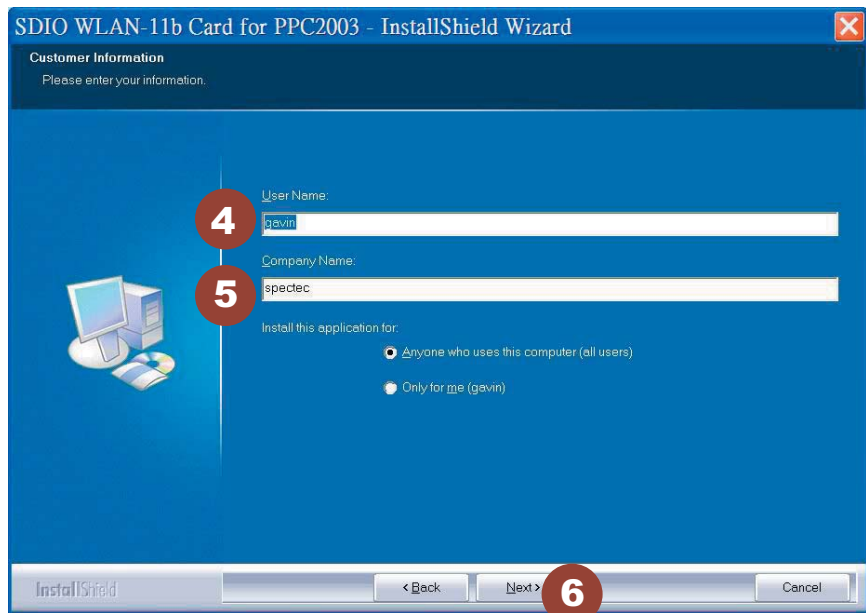 SDIO WLAN-11b Card for PPC2003 - InstallShield Wizard
Customer Information
Please enter your information.
User Name:
4
gavin
Company Name:
5
spectec
Install this application for:
Anyone who uses this computer (all users)
Only for me (gavin)
InstallShield
< Back
Next >
6
Cancel